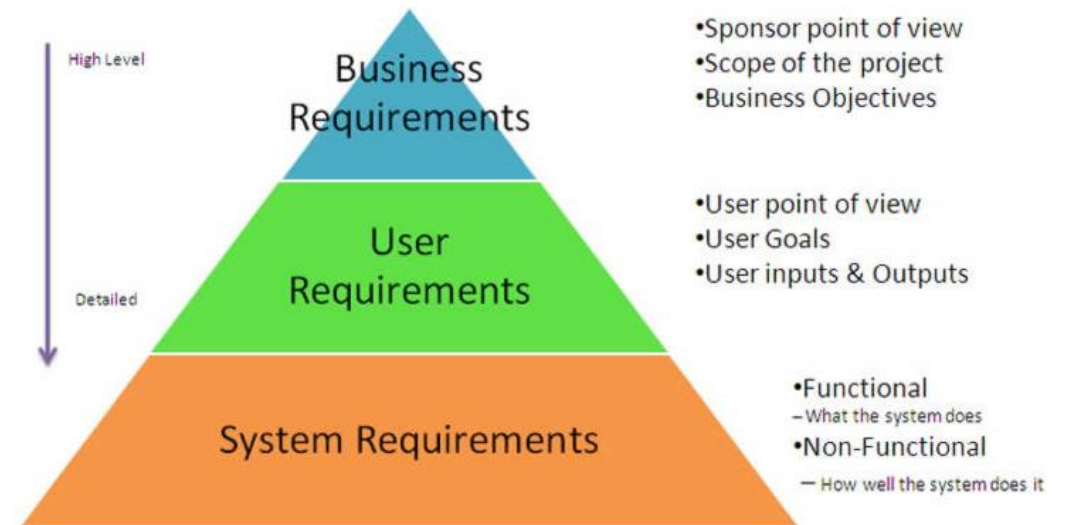 High Level
Detailed
Business
Requirements
•Sponsor point of view
•Scope of the project
•Business Objectives
User
Requirements
•User point of view
•User Goals
•User inputs & Outputs
System Requirements
•Functional
–What the system does
•Non-Functional
– How well the system does it